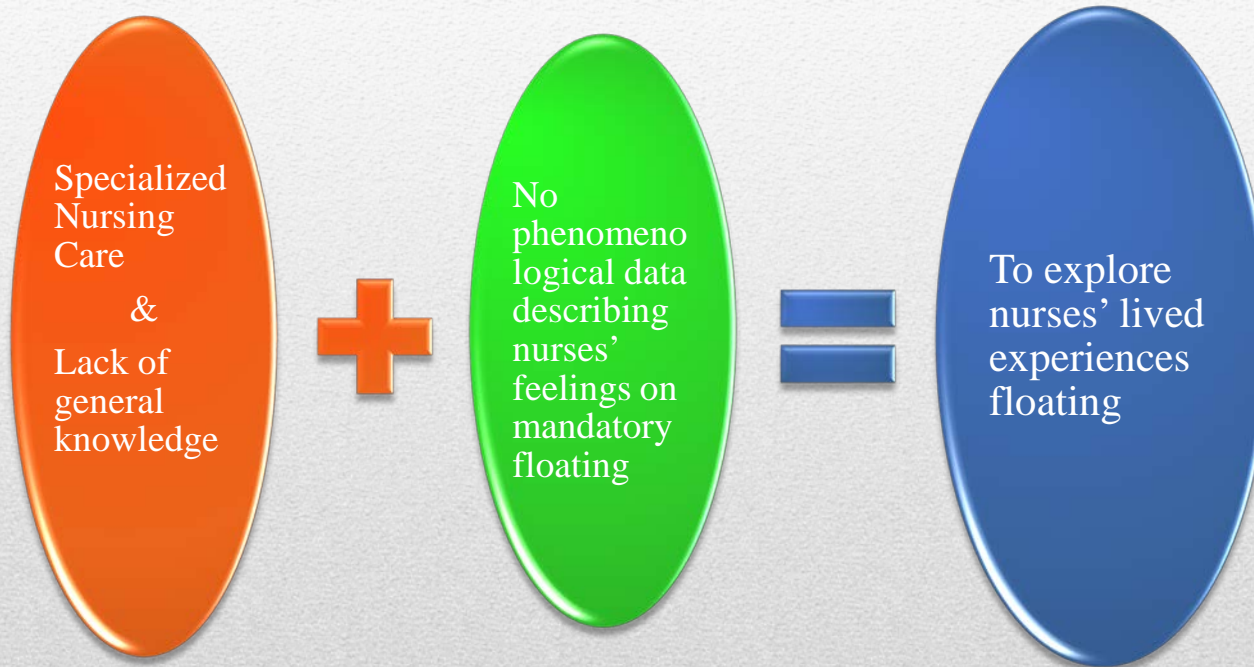 Specialized
Nursing
Care
&
Lack of
general
knowledge
No
phenomeno
logical data
describing
nurses’
feelings on
mandatory
floating
To explore
nurses’ lived
experiences
floating